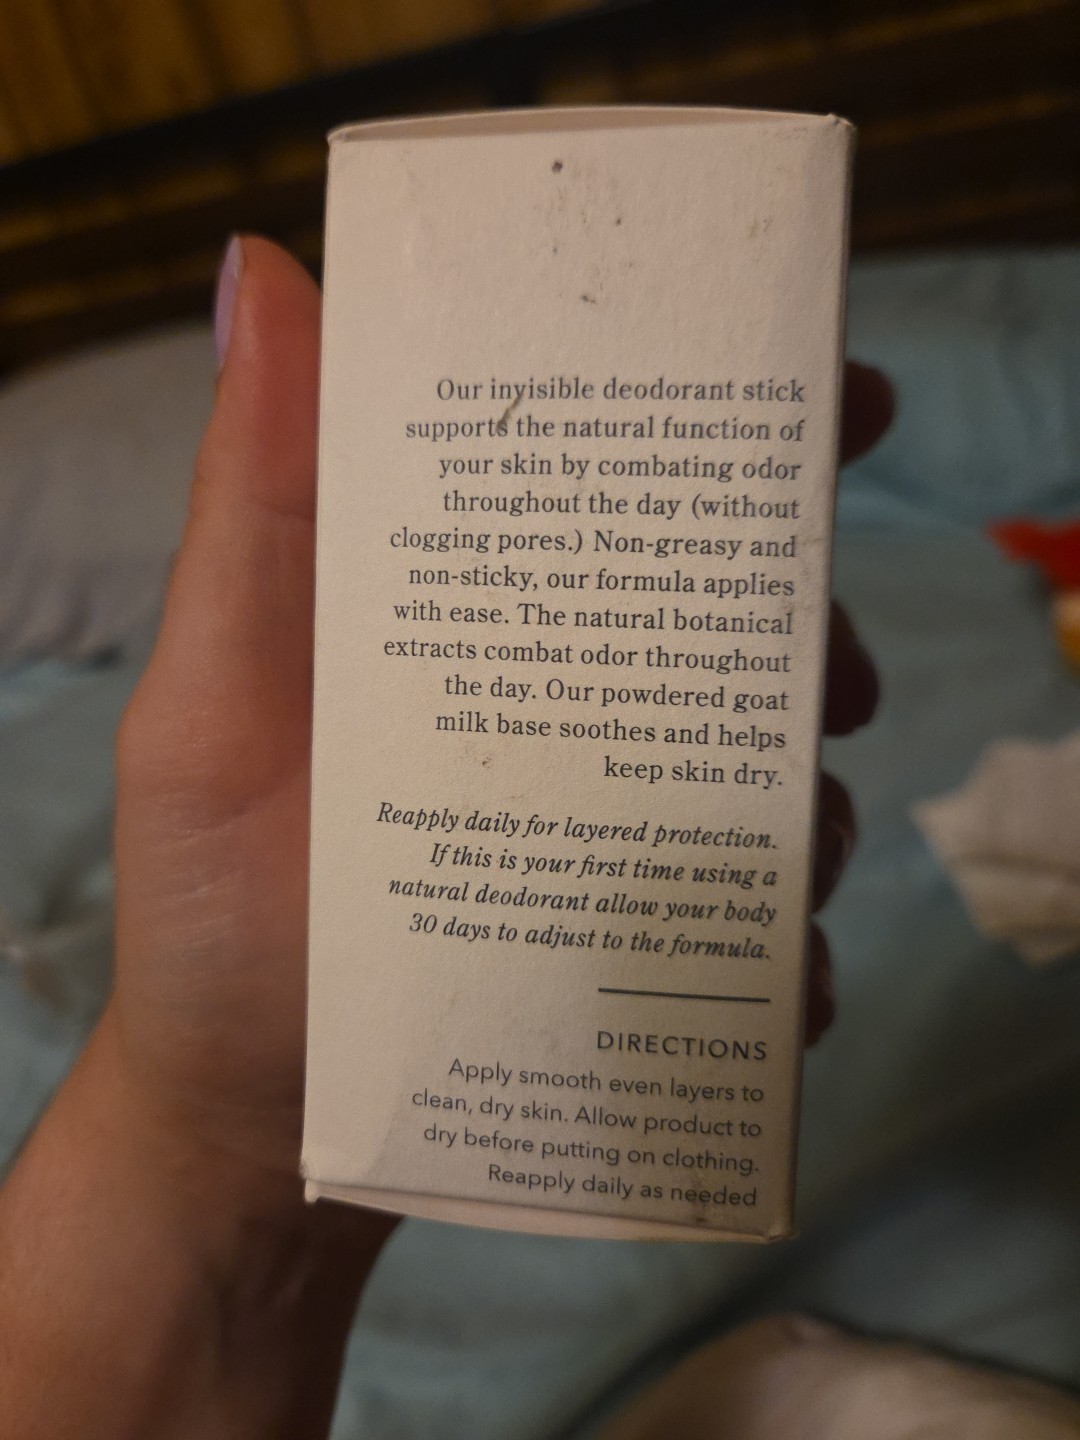 Our invisible deodorant stick
supports the natural function of
your skin by combating odor
throughout the day (without
clogging pores.) Non-greasy and
non-sticky, our formula applies
with ease. The natural botanical
extracts combat odor throughout
the day. Our powdered goat
milk base soothes and helps
keep skin dry.
Reapply daily for layered protection.
If this is your first time using a
natural deodorant allow your body
30 days to adjust to the formula.
DIRECTIONS
Apply smooth even layers to
clean, dry skin. Allow product to
dry before putting on clothing.
Reapply daily as needed